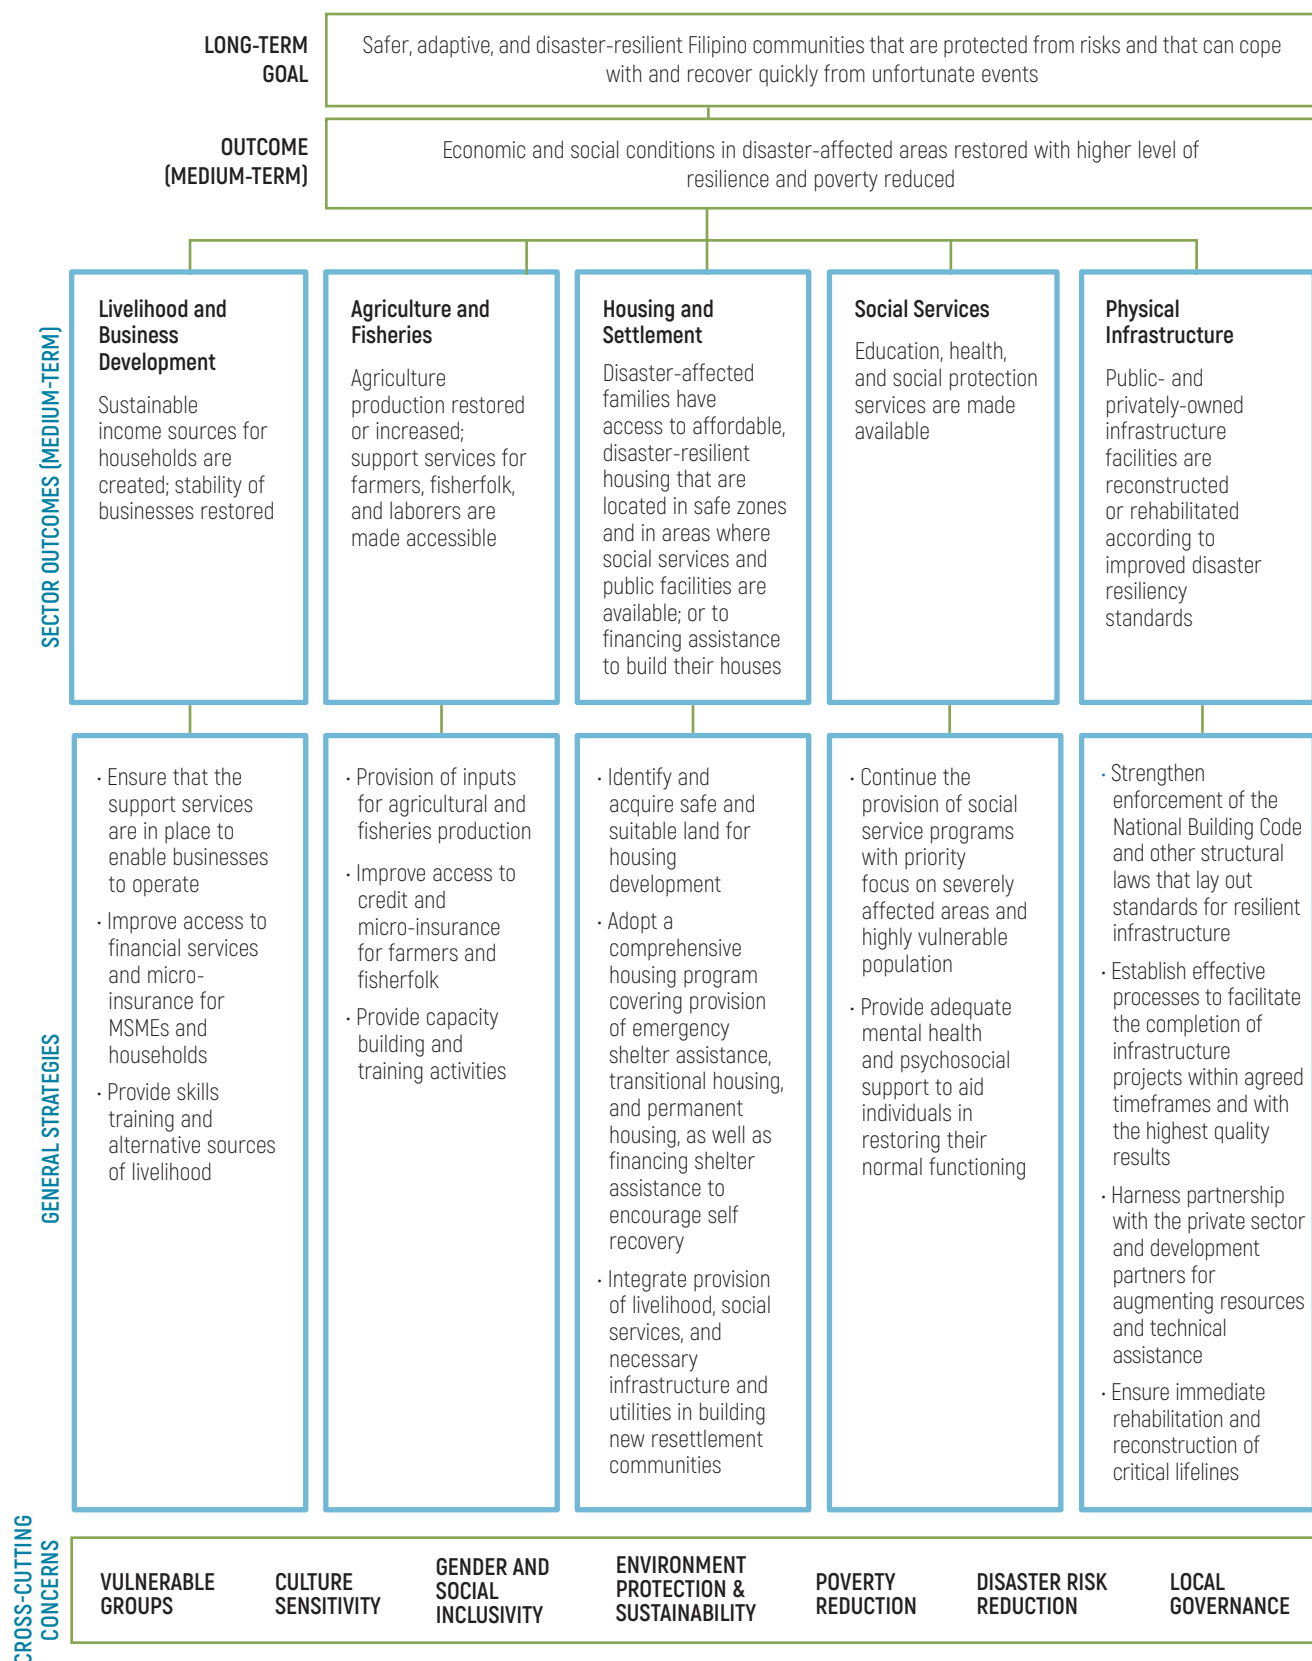 LONG-TERM
GOAL
Safer, adaptive, and disaster-resilient Filipino communities that are protected from risks and that can cope
with and recover quickly from unfortunate events
OUTCOME
(MEDIUM-TERM)
Economic and social conditions in disaster-affected areas restored with higher level of
resilience and poverty reduced
SECTOR OUTCOMES (MEDIUM-TERM)
Livelihood and
Business
Development
Sustainable
income sources for
households are
created; stability of
businesses restored
Agriculture and
Fisheries
Agriculture
production restored
or increased;
support services for
farmers, fisherfolk,
and laborers are
made accessible
Housing and
Settlement
Disaster-affected
families have
access to affordable,
disaster-resilient
housing that are
located in safe zones
and in areas where
social services and
public facilities are
available; or to
financing assistance
to build their houses
Social Services
Education, health,
and social protection
services are made
available
Physical
Infrastructure
Public- and
privately-owned
infrastructure
facilities are
reconstructed
or rehabilitated
according to
improved disaster
resiliency
standards
GENERAL STRATEGIES
· Ensure that the
support services
are in place to
enable businesses
to operate
· Improve access to
financial services
and micro-
insurance for
MSMEs and
households
· Provide skills
training and
alternative sources
of livelihood
· Provision of inputs
for agricultural and
fisheries production
· Improve access to
credit and
micro-insurance
for farmers and
fisherfolk
· Provide capacity
building and
training activities
· Identify and
acquire safe and
suitable land for
housing
development
· Adopt a
comprehensive
housing program
covering provision
of emergency
shelter assistance,
transitional housing,
and permanent
housing, as well as
financing shelter
assistance to
encourage self
recovery
· Integrate provision
of livelihood, social
services, and
necessary
infrastructure and
utilities in building
new resettlement
communities
· Continue the
provision of social
service programs
with priority
focus on severely
affected areas and
highly vulnerable
population
· Provide adequate
mental health
and psychosocial
support to aid
individuals in
restoring their
normal functioning
· Strengthen
enforcement of the
National Building Code
and other structural
laws that lay out
standards for resilient
infrastructure
· Establish effective
processes to facilitate
the completion of
infrastructure
projects within agreed
timeframes and with
the highest quality
results
· Harness partnership
with the private sector
and development
partners for
augmenting resources
and technical
assistance
· Ensure immediate
rehabilitation and
reconstruction of
critical lifelines
CROSS-CUTTING
CONCERNS
VULNERABLE
GROUPS
CULTURE
SENSITIVITY
GENDER AND
SOCIAL
INCLUSIVITY
ENVIRONMENT
PROTECTION &
SUSTAINABILITY
POVERTY
REDUCTION
DISASTER RISK
REDUCTION
LOCAL
GOVERNANCE